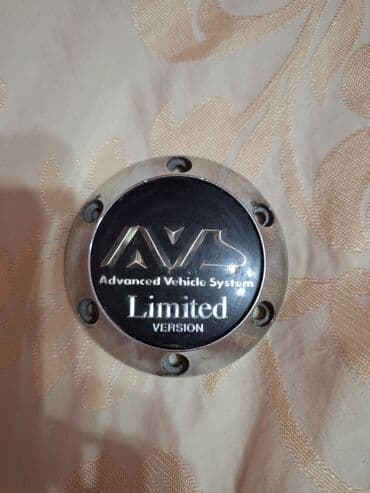 AVS
Advanced Vehicle System
Limited
VERSION